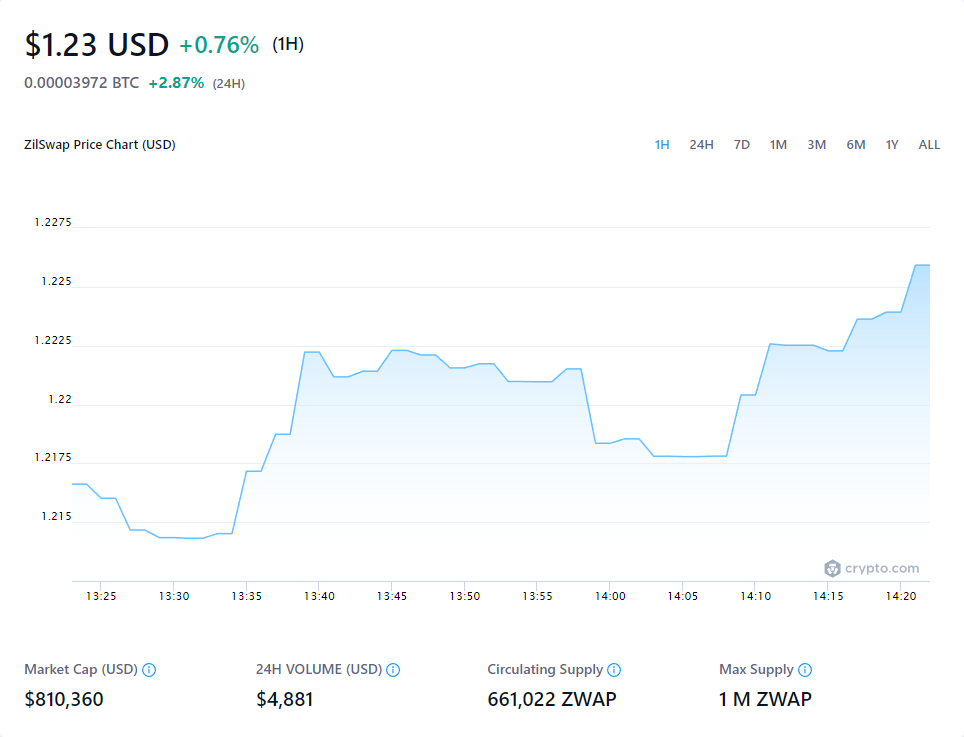 $1.23 USD +0.76% (1H)
0.00003972 BTC +2.87% (24H)
ZilSwap Price Chart (USD) 1H 24H 7D 1M 3M 6M 1Y ALL
1.2275
1.225
1.2225
1.22
1.2175
1.215
crypto.com
13:25 13:30 13:35 13:40 13:45 13:50 13:55 14:00 14:05 14:10 14:15 14:20
Market Cap (USD) 24H VOLUME (USD) Circulating Supply Max Supply
$810,360 $4,881 661,022 ZWAP 1 M ZWAP